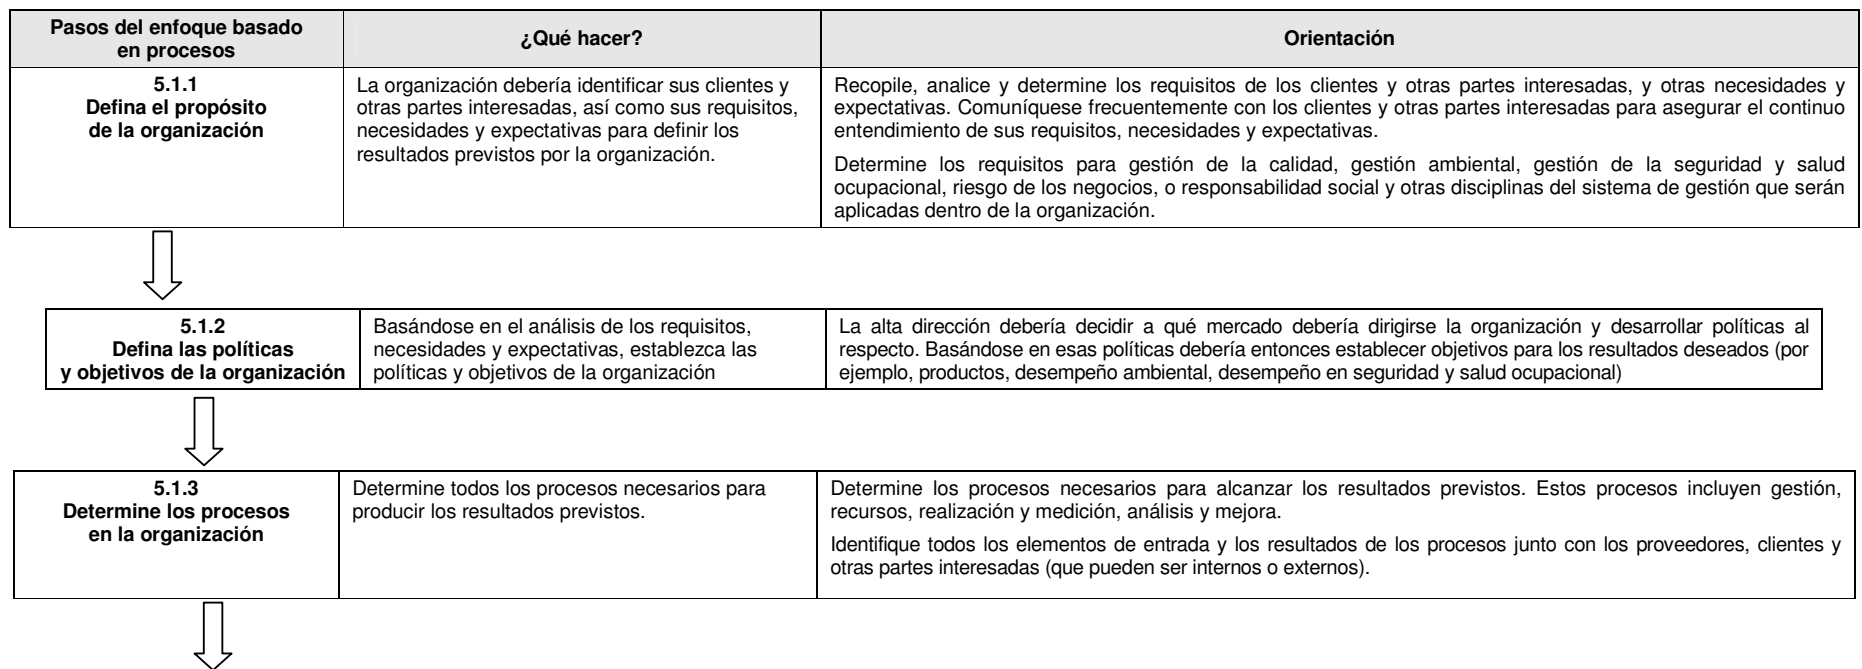 Pasos del enfoque basado
en procesos
¿Qué hacer?
Orientación
5.1.1
Defina el propósito
de la organización
La organización debería identificar sus clientes y
otras partes interesadas, así como sus requisitos,
necesidades y expectativas para definir los
resultados previstos por la organización.
Recopile, analice y determine los requisitos de los clientes y otras partes interesadas, y otras necesidades y
expectativas. Comuníquese frecuentemente con los clientes y otras partes interesadas para asegurar el continuo
entendimiento de sus requisitos, necesidades y expectativas.
Determine los requisitos para gestión de la calidad, gestión ambiental, gestión de la seguridad y salud
ocupacional, riesgo de los negocios, o responsabilidad social y otras disciplinas del sistema de gestión que serán
aplicadas dentro de la organización.
5.1.2
Defina las políticas
y objetivos de la organización
Basándose en el análisis de los requisitos,
necesidades y expectativas, establezca las
políticas y objetivos de la organización
La alta dirección debería decidir a qué mercado debería dirigirse la organización y desarrollar políticas al
respecto. Basándose en esas políticas debería entonces establecer objetivos para los resultados deseados (por
ejemplo, productos, desempeño ambiental, desempeño en seguridad y salud ocupacional)
5.1.3
Determine los procesos
en la organización
Determine todos los procesos necesarios para
producir los resultados previstos.
Determine los procesos necesarios para alcanzar los resultados previstos. Estos procesos incluyen gestión,
recursos, realización y medición, análisis y mejora.
Identifique todos los elementos de entrada y los resultados de los procesos junto con los proveedores, clientes y
otras partes interesadas (que pueden ser internos o externos).